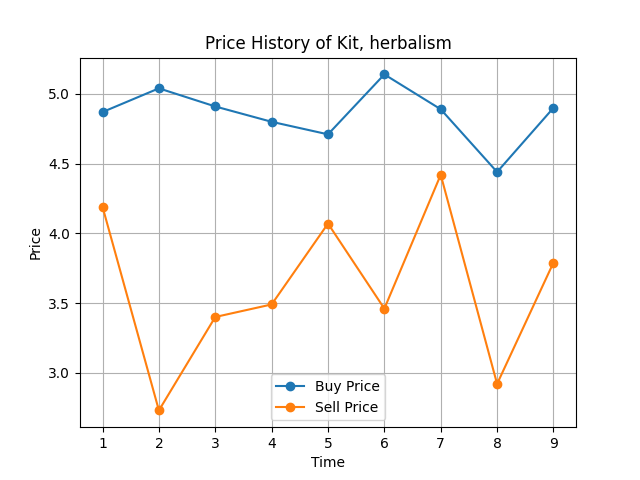 Price History of Kit, herbalism
5.0
4.5
4.0
3.5
3.0
Price
Buy Price
Sell Price
1 2 3 4 5 6 7 8 9
Time